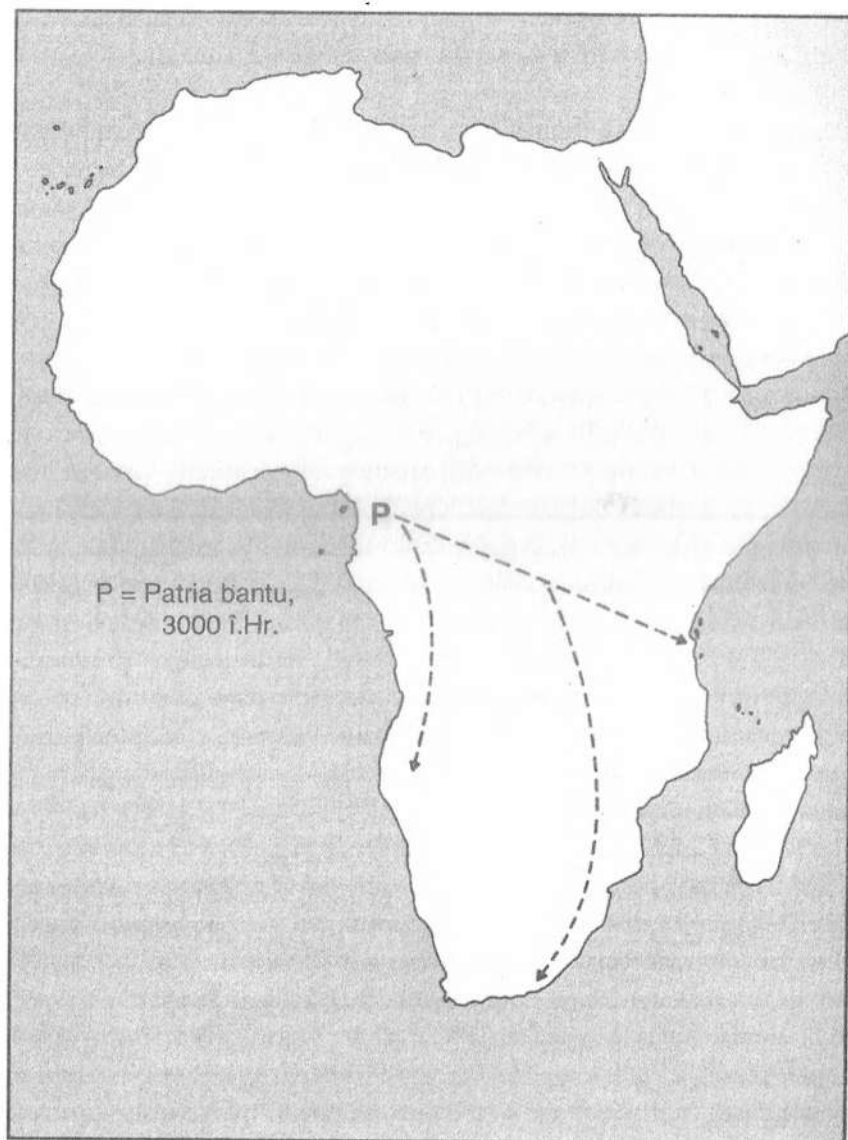 P
P = Patria bantu,
3000 î.Hr.